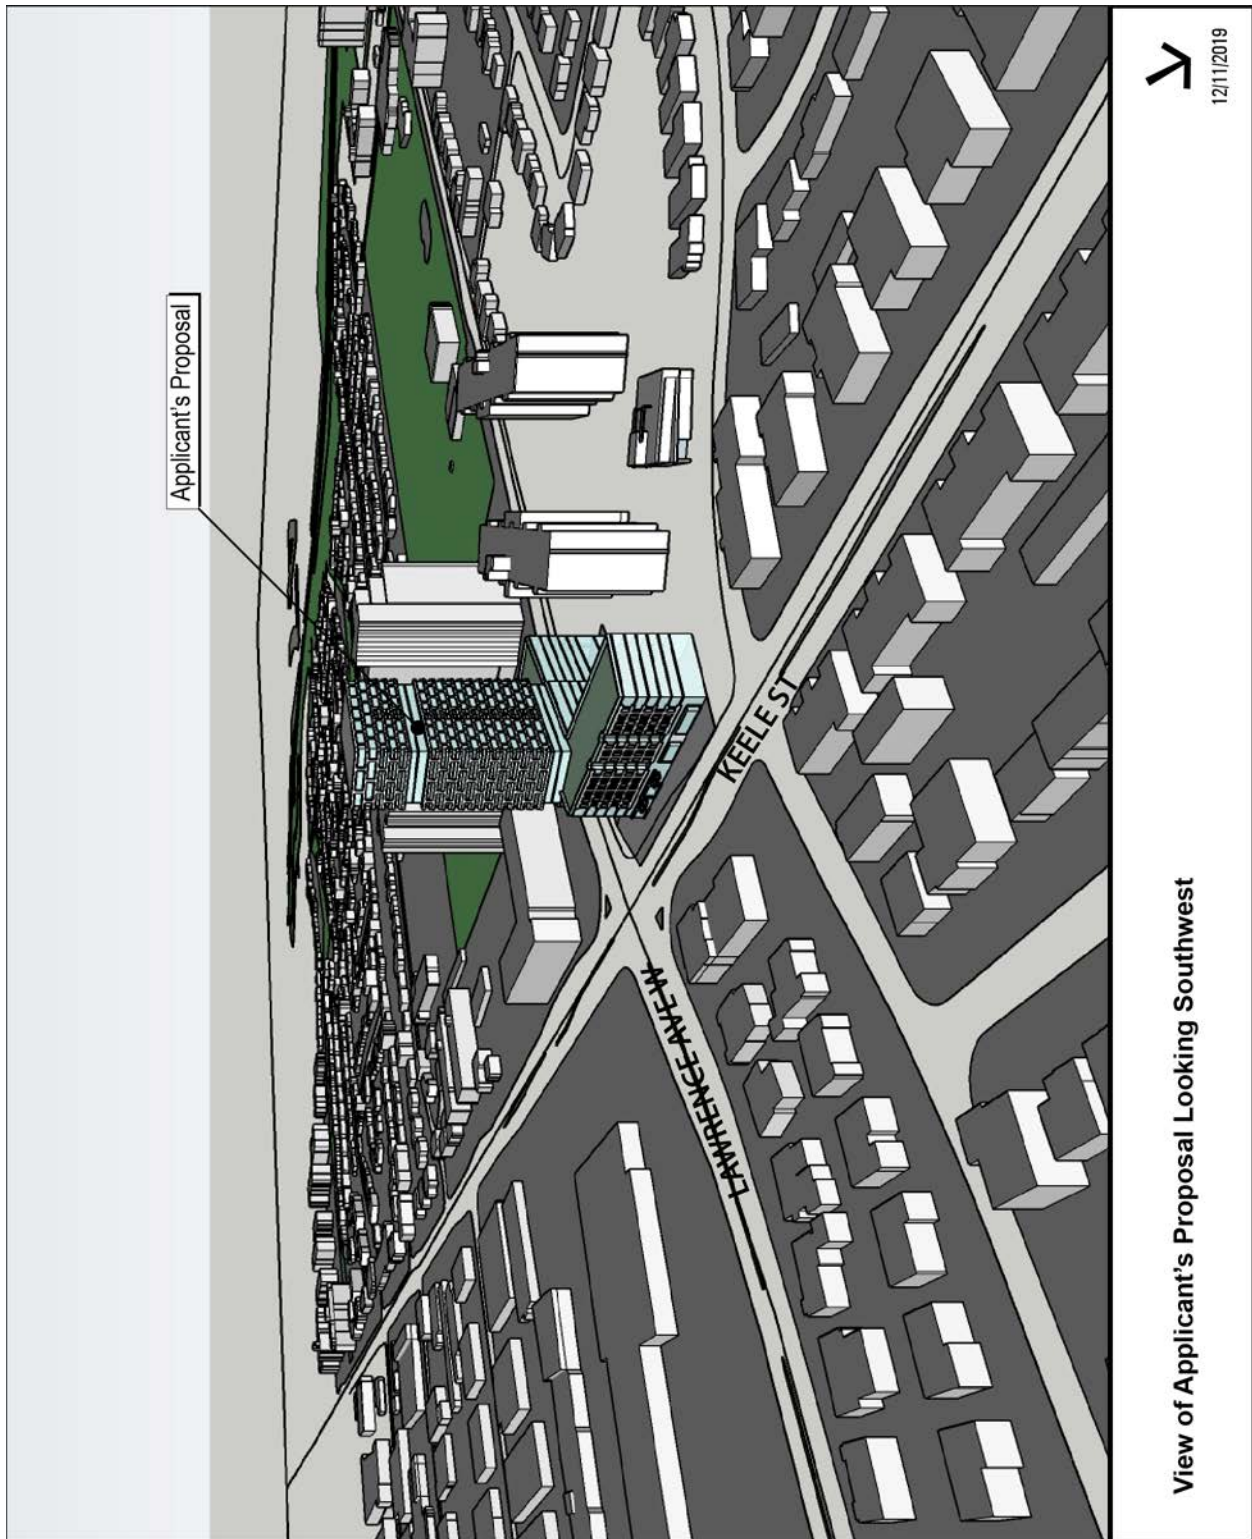 Applicant's Proposal
KEELE ST
LAWRENCE AVE W
View of Applicant's Proposal Looking Southwest
12/11/2019